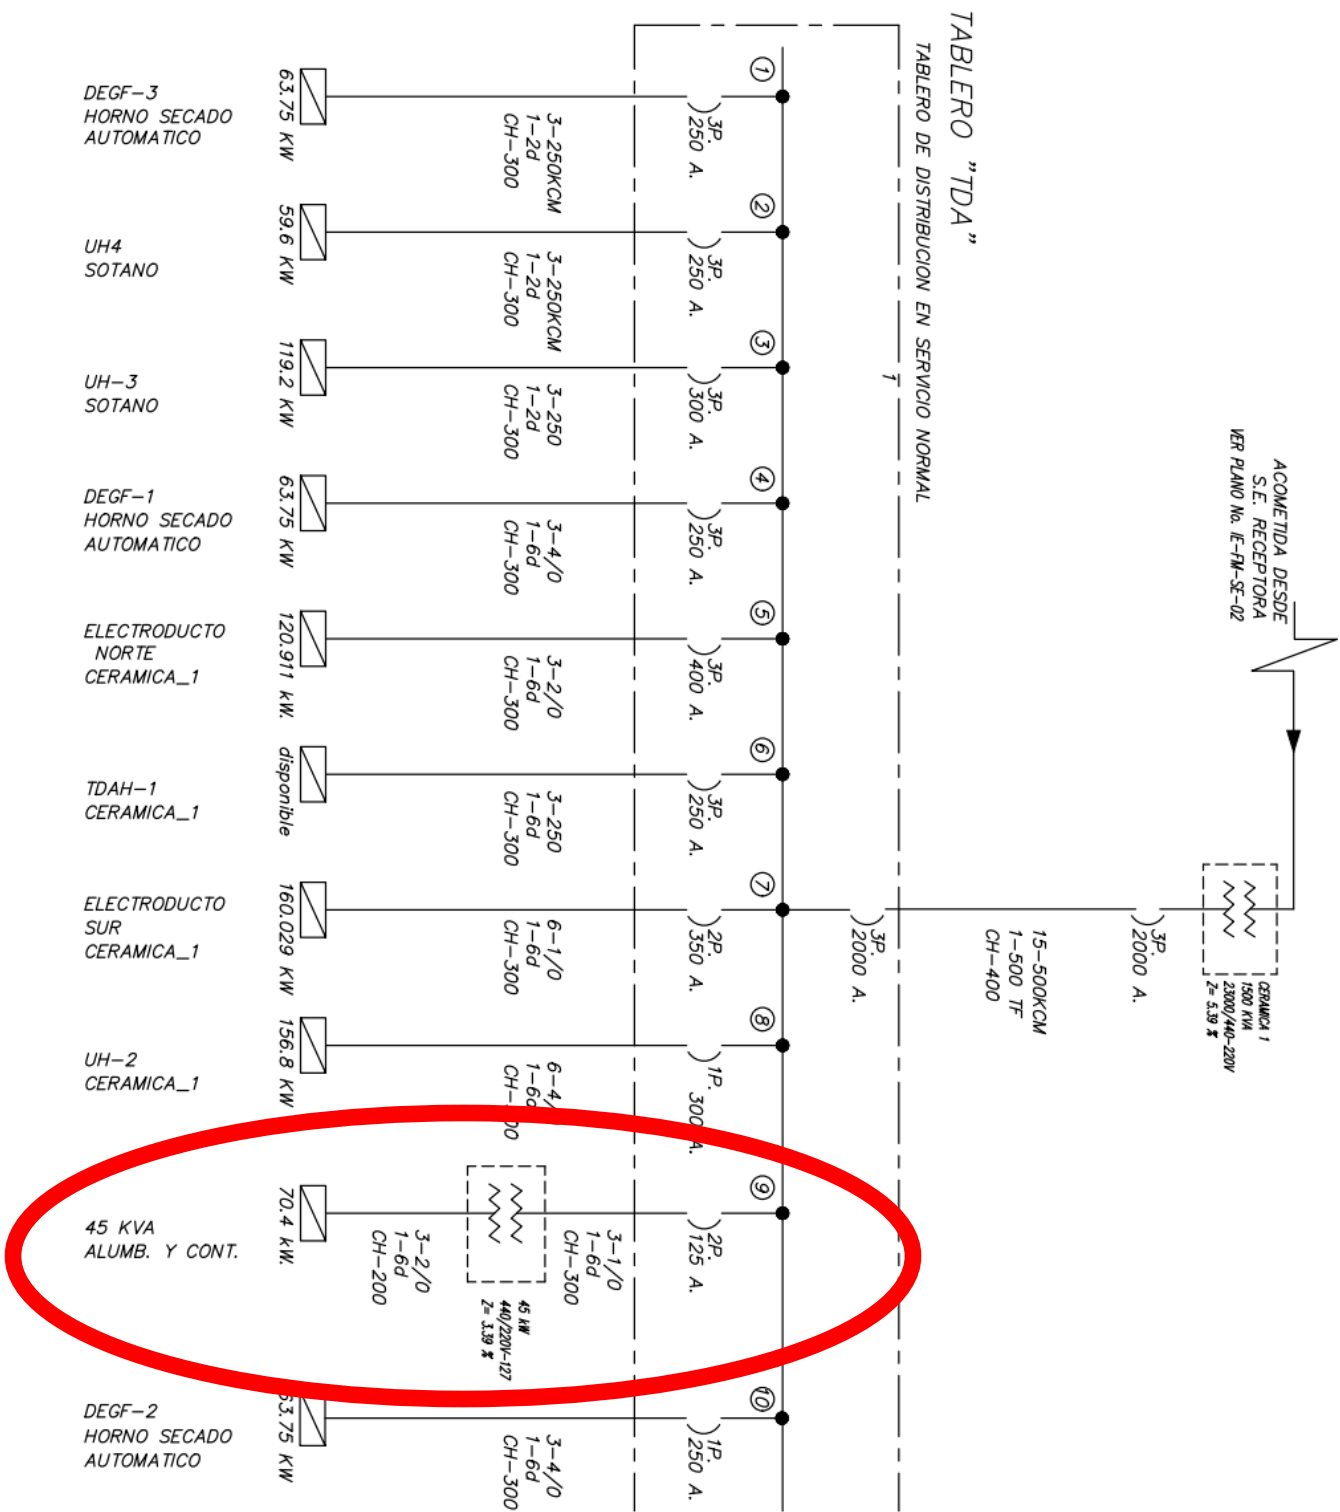 TABLERO "TDA"
TABLERO DE DISTRIBUCION EN SERVICIO NORMAL
1
ACOMETIDA DESDE
S.E. RECEPTORA
VER PLANO No. IE-FM-SE-02
CERAMICA 1
1500 KVA
23000/440-220V
Z= 5.39 %
3P.
2000 A.
15-500KCM
1-500 TF
CH-400
3P.
2000 A.
1
3P.
250 A.
3-250KCM
1-2d
CH-300
63.75 KW
DEGF-3
HORNO SECADO
AUTOMATICO
2
3P.
250 A.
3-250KCM
1-2d
CH-300
59.6 KW
UH4
SOTANO
3
3P.
300 A.
3-250
1-2d
CH-300
119.2 KW
UH-3
SOTANO
4
3P.
250 A.
3-4/0
1-6d
CH-300
63.75 KW
DEGF-1
HORNO SECADO
AUTOMATICO
5
3P.
400 A.
3-2/0
1-6d
CH-300
120.911 kW.
ELECTRODUCTO
NORTE
CERAMICA_1
6
3P.
250 A.
3-250
1-6d
CH-300
disponible
TDAH-1
CERAMICA_1
7
2P.
350 A.
6-1/0
1-6d
CH-300
160.029 KW
ELECTRODUCTO
SUR
CERAMICA_1
8
1P.
300 A.
6-4/
1-6d
156.8 KW
UH-2
CERAMICA_1
9
2P.
125 A.
3-1/0
1-6d
CH-300
45 kW
440/220V-127
Z= 3.39 %
3-2/0
1-6d
CH-200
70.4 kW.
45 KVA
ALUMB. Y CONT.
10
1P.
250 A.
3-4/0
1-6d
CH-300
63.75 KW
DEGF-2
HORNO SECADO
AUTOMATICO